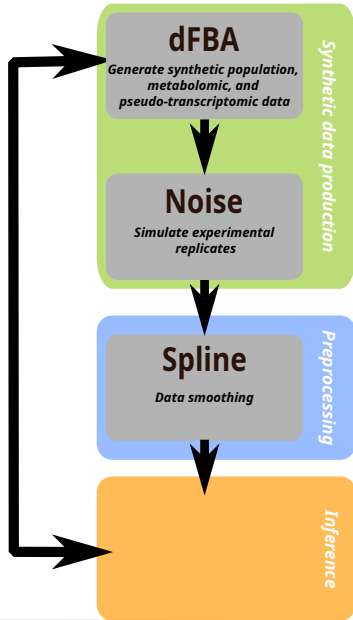 dFBA
Generate synthetic population,
metabolomic, and
pseudo-transcriptomic data
Synthetic data production
Noise
Simulate experimental
replicates
Spline
Data smoothing
Preprocessing
Inference